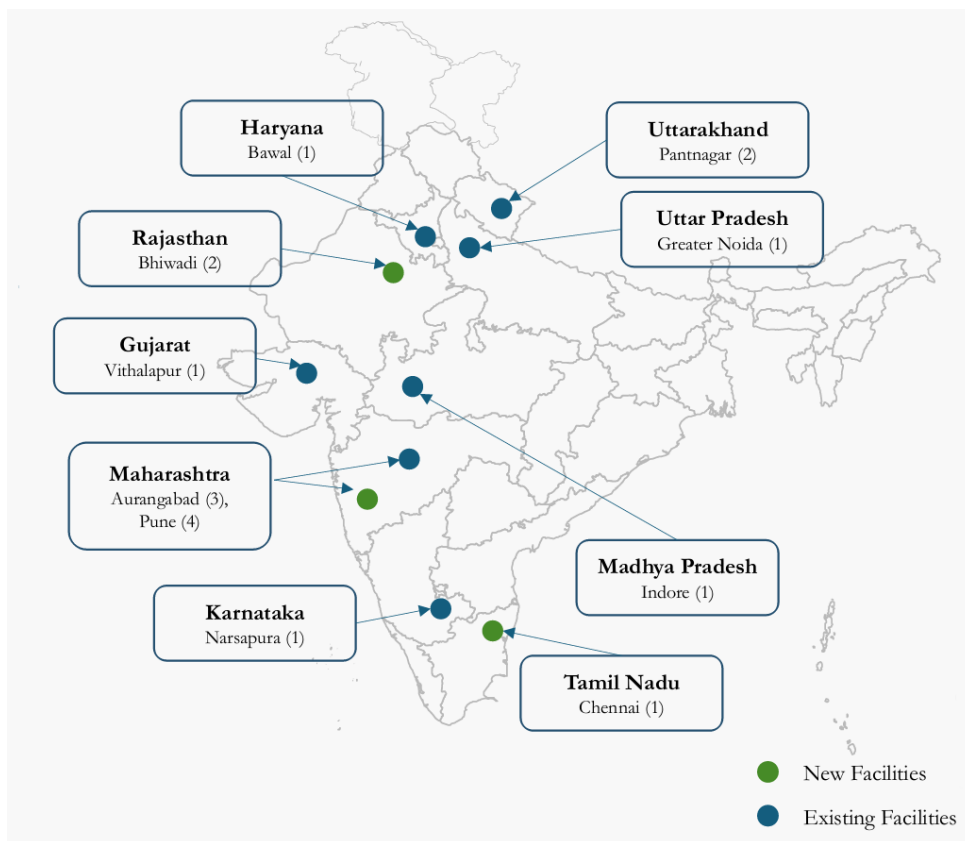 Haryana
Bawal (1)
Uttarakhand
Pantnagar (2)
Uttar Pradesh
Greater Noida (1)
Rajasthan
Bhiwadi (2)
Gujarat
Vithalapur (1)
Maharashtra
Aurangabad (3),
Pune (4)
Madhya Pradesh
Indore (1)
Karnataka
Narsapura (1)
Tamil Nadu
Chennai (1)
New Facilities
Existing Facilities